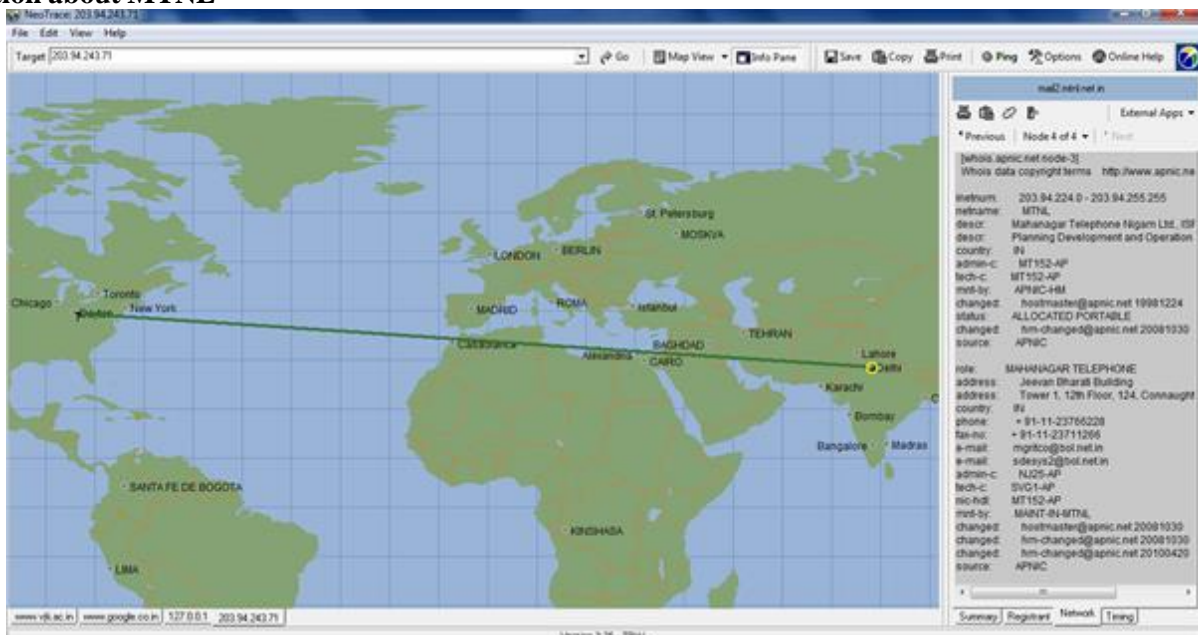 ion about MTNL
NeoTrace: 203.94.243.71
File Edit View Help
Target 203.94.243.71 Go Map View Info Pane Save Copy Print Ping Options Online Help
mail2.mtnl.net.in
External Apps
Previous Node 4 of 4 Next
[whois.apnic.net node-3]
Whois data copyright terms http://www.apnic.ne
inetnum: 203.94.224.0 - 203.94.255.255
netname: MTNL
descr: Mahanagar Telephone Nigam Ltd., ISP
descr: Planning Development and Operation
country: IN
admin-c: MT152-AP
tech-c: MT152-AP
mnt-by: APNIC-HM
changed: hostmaster@apnic.net 19981224
status: ALLOCATED PORTABLE
changed: hm-changed@apnic.net 20081030
source: APNIC
role: MAHANAGAR TELEPHONE
address: Jeevan Bharati Building
address: Tower 1, 12th Floor, 124, Connaught
country: IN
phone: +91-11-23766228
fax-no: +91-11-23711266
e-mail: mgritco@bol.net.in
e-mail: sdesys2@bol.net.in
admin-c: NJ25-AP
tech-c: SVG1-AP
nic-hdl: MT152-AP
mnt-by: MAINT-IN-MTNL
changed: hostmaster@apnic.net 20081030
changed: hm-changed@apnic.net 20081030
changed: hm-changed@apnic.net 20100420
source: APNIC
Summary Registrant Network Timing
St. Petersburg
MOSKVA
LONDON
BERLIN
Chicago
Toronto
New York
MADRID
ROMA
Istanbul
TEHRAN
Casablanca
Alexandria
BAGHDAD
CAIRO
Lahore
Delhi
Karachi
Bombay
Bangalore
Madras
SANTA FE DE BOGOTA
KINSHASA
LIMA
www.google.co.in 127.0.0.1 203.94.243.71